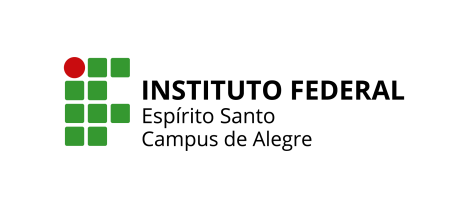 INSTITUTO FEDERAL
Espírito Santo
Campus de Alegre